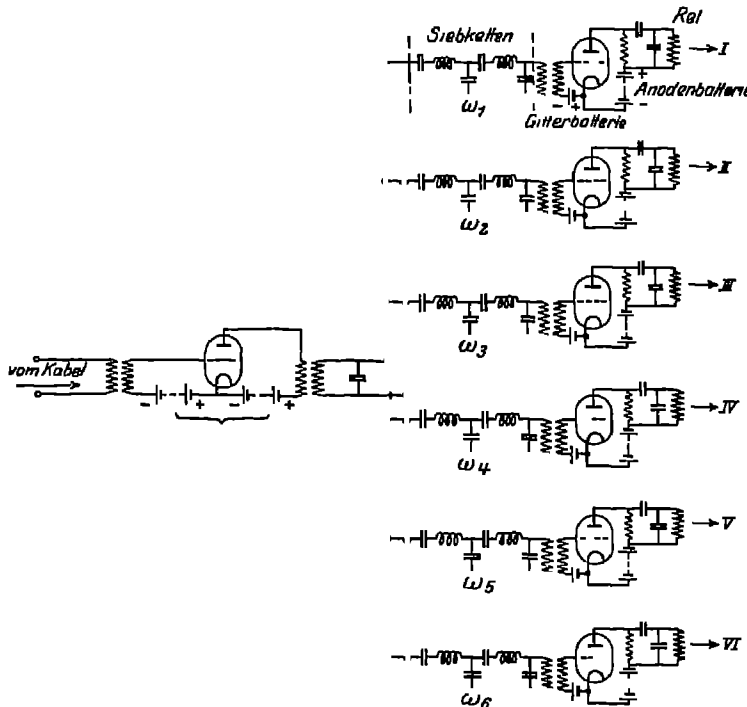 Siebketten
Rel
I
ω1
Gitterbatterie
Anodenbatterie
II
ω2
III
ω3
vom Kabel
IV
ω4
V
ω5
VI
ω6